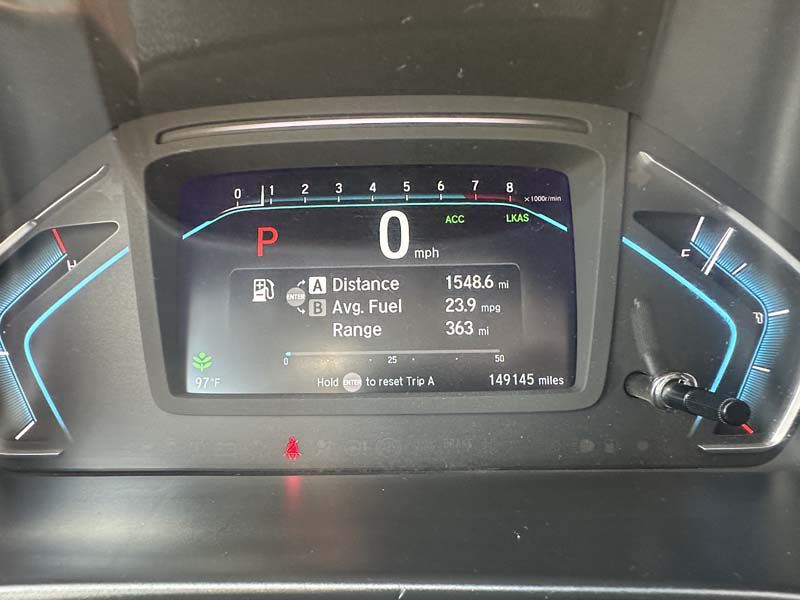 0 1 2 3 4 5 6 7 8
×1000r/min
P 0 mph
ACC LKAS
H
F
ENTER A Distance 1548.6 mi
B Avg. Fuel 23.9 mpg
Range 363 mi
0 25 50
97°F
Hold ENTER to reset Trip A
149145 miles